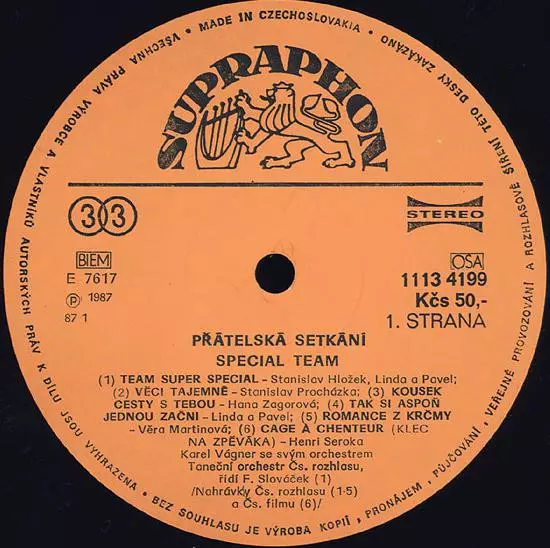 • MADE IN CZECHOSLOVAKIA •
VŠECHNA PRÁVA VÝROBCE A VLASTNÍKŮ AUTORSKÝCH PRÁV K DÍLU JSOU VYHRAZENA •
BEZ SOUHLASU JE VÝROBA KOPIÍ, PRONÁJEM, PŮJČOVÁNÍ, VEŘEJNÉ PROVOZOVÁNÍ A ROZHLASOVÉ ŠÍŘENÍ TÉTO DESKY ZAKÁZÁNO
SUPRAPHON
33
STEREO
BIEM
OSA
E 7617
1113 4199
Ⓟ 1987
Kčs 50,-
87 1
1. STRANA
PŘÁTELSKÁ SETKÁNÍ
SPECIAL TEAM
(1) TEAM SUPER SPECIAL – Stanislav Hložek, Linda a Pavel;
(2) VĚCI TAJEMNÉ – Stanislav Procházka; (3) KOUSEK
CESTY S TEBOU – Hana Zagorová; (4) TAK SI ASPOŇ
JEDNOU ZAČNI – Linda a Pavel; (5) ROMANCE Z KRČMY
– Věra Martinová; (6) CAGE À CHENTEUR (KLEC
NA ZPĚVÁKA) – Henri Seroka
Karel Vágner se svým orchestrem
Taneční orchestr Čs. rozhlasu,
řídí F. Slováček (1)
/Nahrávky Čs. rozhlasu (1-5)
a Čs. filmu (6)/